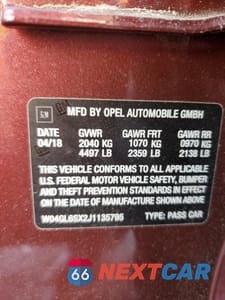 GM MFD BY OPEL AUTOMOBILE GMBH
DATE GVWR GAWR FRT GAWR RR
04/18 2040 KG 1070 KG 0970 KG
4497 LB 2359 LB 2138 LB
THIS VEHICLE CONFORMS TO ALL APPLICABLE
U.S. FEDERAL MOTOR VEHICLE SAFETY, BUMPER,
AND THEFT PREVENTION STANDARDS IN EFFECT
ON THE DATE OF MANUFACTURE SHOWN ABOVE.
W04GL6SX2J1135795 TYPE: PASS CAR
66 NEXTCAR